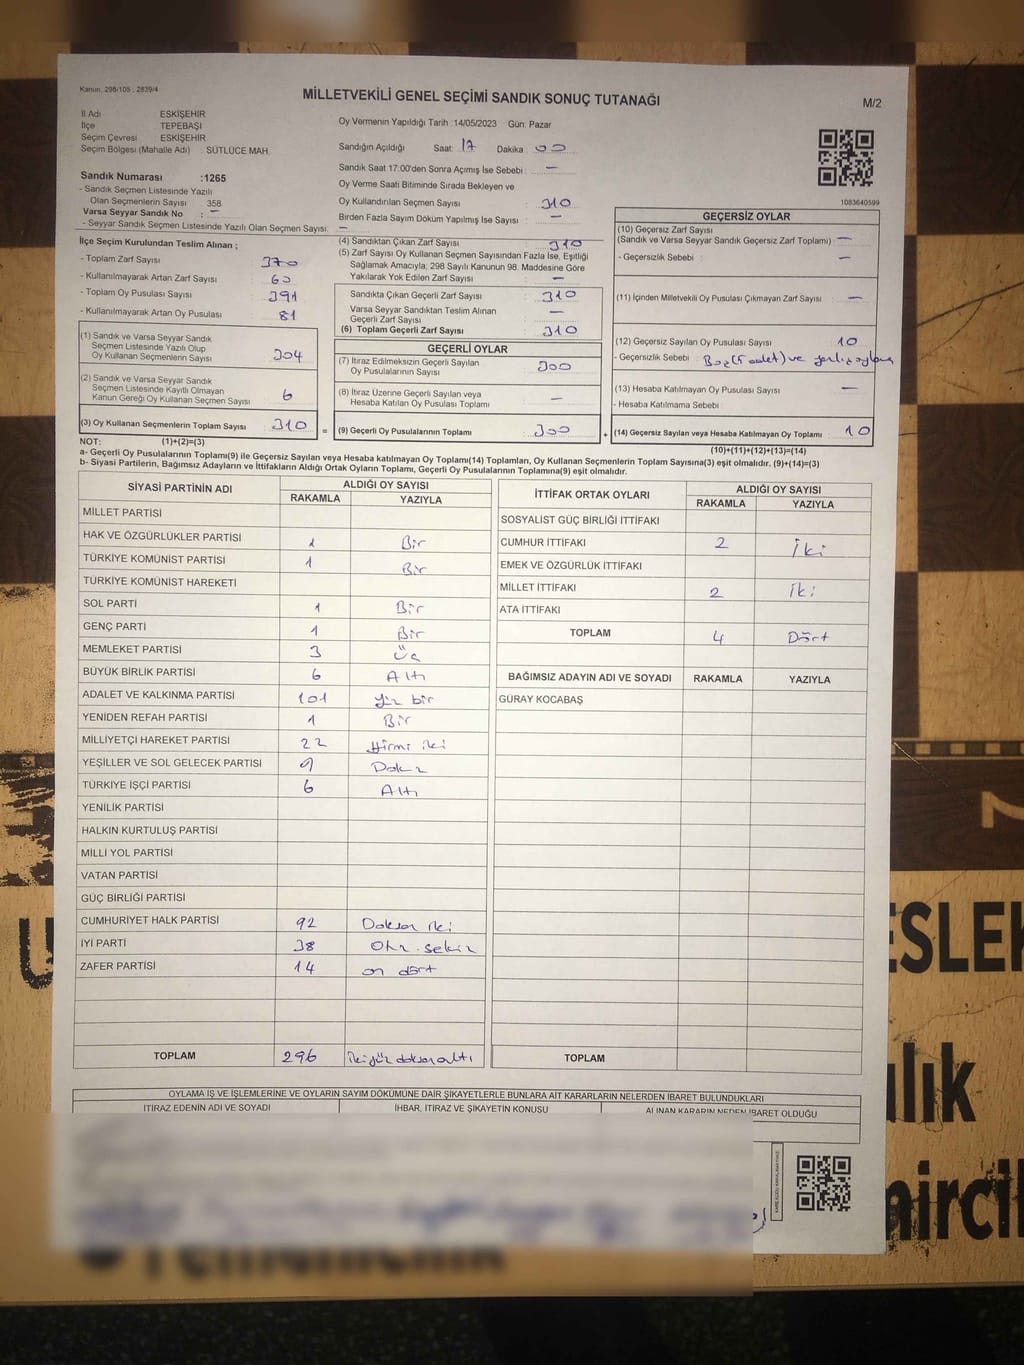 Kanun, 298/105 , 2839/4
MİLLETVEKİLİ GENEL SEÇİMİ SANDIK SONUÇ TUTANAĞI
M/2
İl Adı ESKİŞEHİR
İlçe TEPEBAŞI
Seçim Çevresi ESKİŞEHİR
Seçim Bölgesi (Mahalle Adı) SÜTLÜCE MAH.
Oy Vermenin Yapıldığı Tarih :14/05/2023 Gün: Pazar
Sandığın Açıldığı Saat: 17 Dakika 00
Sandık Saat 17:00'den Sonra Açımış İse Sebebi : —
Oy Verme Saati Bitiminde Sırada Bekleyen ve
Oy Kullandırılan Seçmen Sayısı : 310
Birden Fazla Sayım Döküm Yapılmış İse Sayısı : —
Sandık Numarası :1265
- Sandık Seçmen Listesinde Yazılı
Olan Seçmenlerin Sayısı 358
Varsa Seyyar Sandık No : —
- Seyyar Sandık Seçmen Listesinde Yazılı Olan Seçmen Sayısı: —
1083640599
İlçe Seçim Kurulundan Teslim Alınan ;
- Toplam Zarf Sayısı : 370
- Kullanılmayarak Artan Zarf Sayısı : 60
- Toplam Oy Pusulası Sayısı : 391
- Kullanılmayarak Artan Oy Pusulası : 81
(1) Sandık ve Varsa Seyyar Sandık
Seçmen Listesinde Yazılı Olup
Oy Kullanan Seçmenlerin Sayısı : 304
(2) Sandık ve Varsa Seyyar Sandık
Seçmen Listesinde Kayıtlı Olmayan
Kanun Gereği Oy Kullanan Seçmen Sayısı : 6
(3) Oy Kullanan Seçmenlerin Toplam Sayısı : 310 =
(4) Sandıktan Çıkan Zarf Sayısı : 310
(5) Zarf Sayısı Oy Kullanan Seçmen Sayısından Fazla İse, Eşitliği
Sağlamak Amacıyla; 298 Sayılı Kanunun 98. Maddesine Göre
Yakılarak Yok Edilen Zarf Sayısı : —
Sandıkta Çıkan Geçerli Zarf Sayısı : 310
Varsa Seyyar Sandıktan Teslim Alınan
Geçerli Zarf Sayısı : —
(6) Toplam Geçerli Zarf Sayısı : 310
GEÇERLİ OYLAR
(7) İtiraz Edilmeksizin Geçerli Sayılan
Oy Pusulalarının Sayısı : 300
(8) İtiraz Üzerine Geçerli Sayılan veya
Hesaba Katılan Oy Pusulası Toplamı : —
(9) Geçerli Oy Pusulalarının Toplamı : 300 +
GEÇERSİZ OYLAR
(10) Geçersiz Zarf Sayısı
(Sandık ve Varsa Seyyar Sandık Geçersiz Zarf Toplamı) : —
- Geçersizlik Sebebi : —
(11) İçinden Milletvekili Oy Pusulası Çıkmayan Zarf Sayısı : —
(12) Geçersiz Sayılan Oy Pusulası Sayısı : 10
- Geçersizlik Sebebi : Boş ve
(13) Hesaba Katılmayan Oy Pusulası Sayısı : —
- Hesaba Katılmama Sebebi :
(14) Geçersiz Sayılan veya Hesaba Katılmayan Oy Toplamı : 10
NOT: (1)+(2)=(3) (10)+(11)+(12)+(13)=(14)
a- Geçerli Oy Pusulalarının Toplamı(9) ile Geçersiz Sayılan veya Hesaba katılmayan Oy Toplamı(14) Toplamları, Oy Kullanan Seçmenlerin Toplam Sayısına(3) eşit olmalıdır. (9)+(14)=(3)
b- Siyasi Partilerin, Bağımsız Adayların ve İttifakların Aldığı Ortak Oyların Toplamı, Geçerli Oy Pusulalarının Toplamına(9) eşit olmalıdır.
SİYASİ PARTİNİN ADI ALDIĞI OY SAYISI
RAKAMLA YAZIYLA
MİLLET PARTİSİ
HAK VE ÖZGÜRLÜKLER PARTİSİ 1 Bir
TÜRKİYE KOMÜNİST PARTİSİ 1 Bir
TÜRKİYE KOMÜNİST HAREKETİ
SOL PARTİ 1 Bir
GENÇ PARTİ 1 Bir
MEMLEKET PARTİSİ 3 Üç
BÜYÜK BİRLİK PARTİSİ 6 Altı
ADALET VE KALKINMA PARTİSİ 101 Yüz bir
YENİDEN REFAH PARTİSİ 1 Bir
MİLLİYETÇİ HAREKET PARTİSİ 22 Yirmi iki
YEŞİLLER VE SOL GELECEK PARTİSİ 9 Dokuz
TÜRKİYE İŞÇİ PARTİSİ 6 Altı
YENİLİK PARTİSİ
HALKIN KURTULUŞ PARTİSİ
MİLLİ YOL PARTİSİ
VATAN PARTİSİ
GÜÇ BİRLİĞİ PARTİSİ
CUMHURİYET HALK PARTİSİ 92 Doksan iki
İYİ PARTİ 38 Otuz sekiz
ZAFER PARTİSİ 14 on dört
TOPLAM 296 ikiyüz doksan altı
İTTİFAK ORTAK OYLARI ALDIĞI OY SAYISI
RAKAMLA YAZIYLA
SOSYALİST GÜÇ BİRLİĞİ İTTİFAKI
CUMHUR İTTİFAKI 2 İki
EMEK VE ÖZGÜRLÜK İTTİFAKI
MİLLET İTTİFAKI 2 İki
ATA İTTİFAKI
TOPLAM 4 Dört
BAĞIMSIZ ADAYIN ADI VE SOYADI RAKAMLA YAZIYLA
GÜRAY KOCABAŞ
TOPLAM
OYLAMA İŞ VE İŞLEMLERİNE VE OYLARIN SAYIM DÖKÜMÜNE DAİR ŞİKAYETLERLE BUNLARA AİT KARARLARIN NELERDEN İBARET BULUNDUKLARI
İTİRAZ EDENİN ADI VE SOYADI İHBAR, İTİRAZ VE ŞİKAYETİN KONUSU ALINAN KARARIN NEDEN İBARET OLDUĞU